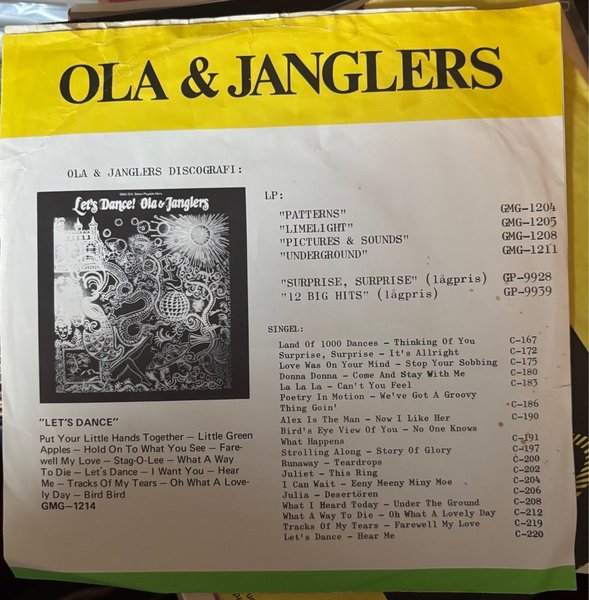 OLA & JANGLERS
OLA & JANGLERS DISCOGRAFI:
Let's Dance! Ola & Janglers
"LET'S DANCE"
Put Your Little Hands Together — Little Green
Apples — Hold On To What You See — Fare-
well My Love — Stag-O-Lee — What A Way
To Die — Let's Dance — I Want You — Hear
Me — Tracks Of My Tears — Oh What A Love-
ly Day — Bird Bird
GMG-1214
LP:
"PATTERNS" GMG-1204
"LIMELIGHT" GMG-1205
"PICTURES & SOUNDS" GMG-1208
"UNDERGROUND" GMG-1211
"SURPRISE, SURPRISE" (lågpris) GP-9928
"12 BIG HITS" (lågpris) GP-9939
SINGEL:
Land Of 1000 Dances - Thinking Of You C-167
Surprise, Surprise - It's Allright C-172
Love Was On Your Mind - Stop Your Sobbing C-175
Donna Donna - Come And Stay With Me C-180
La La La - Can't You Feel C-183
Poetry In Motion - We've Got A Groovy
Thing Goin' C-186
Alex Is The Man - Now I Like Her C-190
Bird's Eye View Of You - No One Knows
What Happens C-191
Strolling Along - Story Of Glory C-197
Runaway - Teardrops C-200
Juliet - This Ring C-202
I Can Wait - Eeny Meeny Miny Moe C-204
Julia - Desertören C-206
What I Heard Today - Under The Ground C-208
What A Way To Die - Oh What A Lovely Day C-212
Tracks Of My Tears - Farewell My Love C-219
Let's Dance - Hear Me C-220